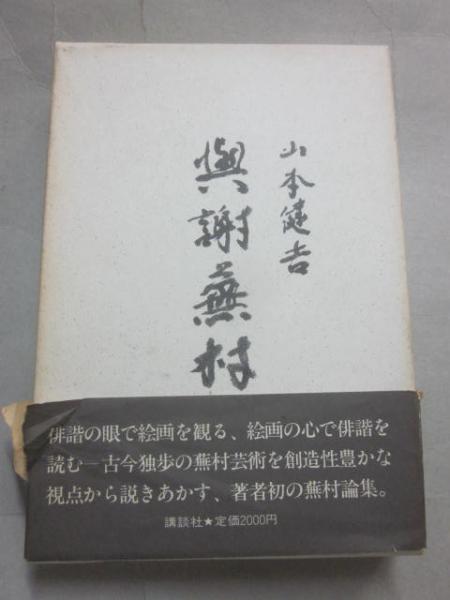 山本健吉
與謝蕪村
俳諧の眼で絵画を観る、絵画の心で俳諧を
読む―古今独歩の蕪村芸術を創造性豊かな
視点から説きあかす、著者初の蕪村論集。
講談社★定価2000円